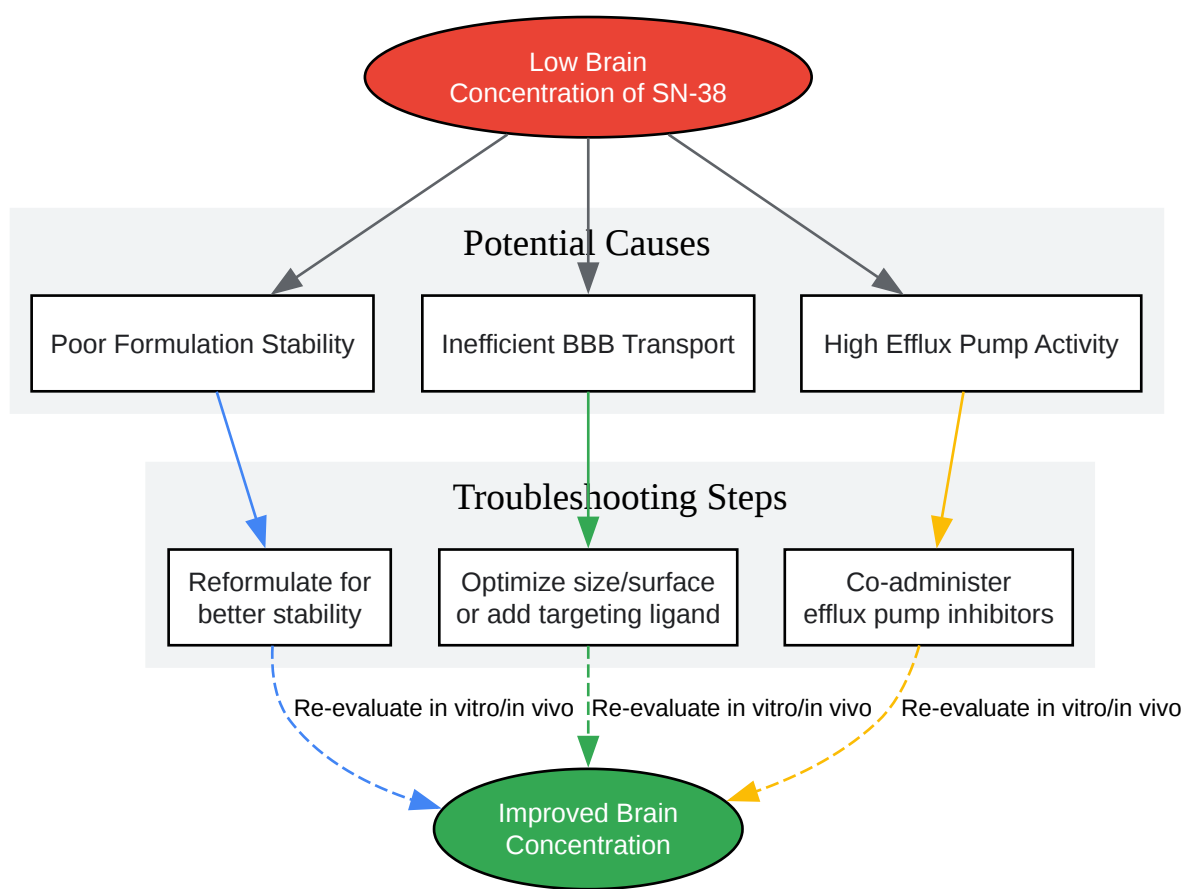 Low Brain
Concentration of SN-38
Potential Causes
Poor Formulation Stability
Inefficient BBB Transport
High Efflux Pump Activity
Troubleshooting Steps
Reformulate for
better stability
Optimize size/surface
or add targeting ligand
Co-administer
efflux pump inhibitors
Re-evaluate in vitro/in vivo
Re-evaluate in vitro/in vivo
Re-evaluate in vitro/in vivo
Improved Brain
Concentration